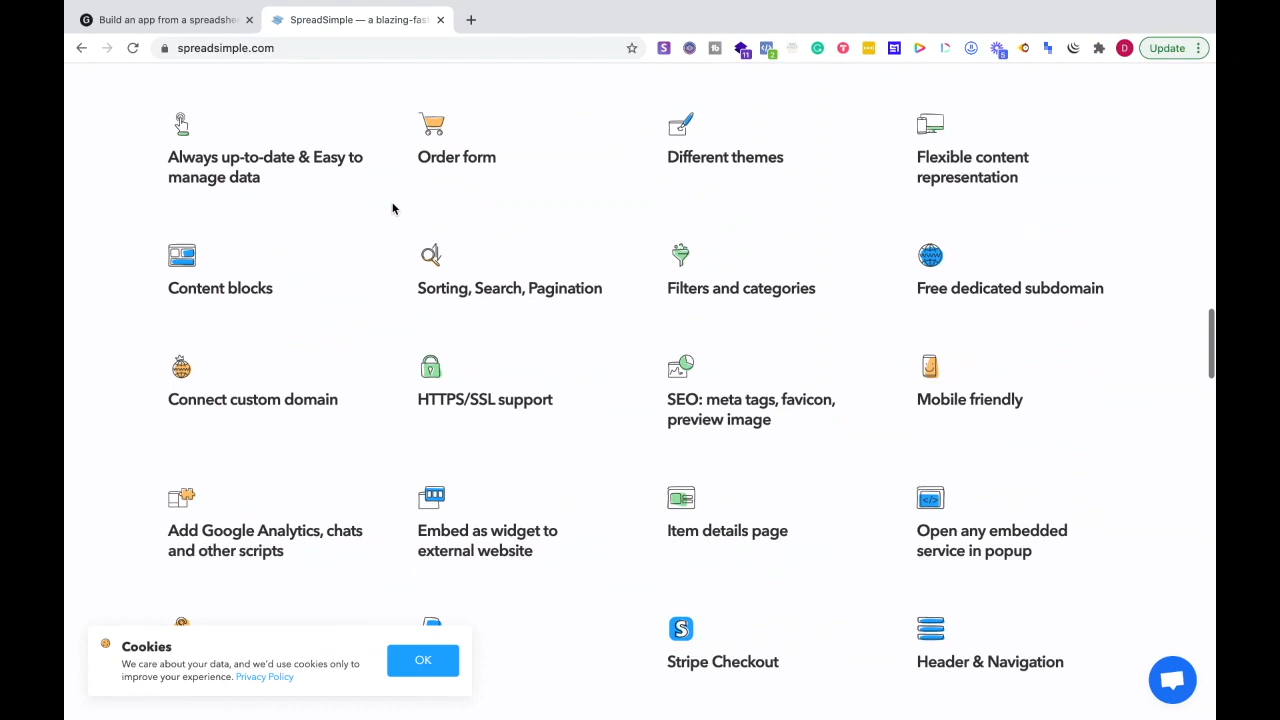 Build an app from a spreadshe
SpreadSimple — a blazing-fas
spreadsimple.com
11
2
5
D
Update
Always up-to-date & Easy to
manage data
Order form
Different themes
Flexible content
representation
Content blocks
Sorting, Search, Pagination
Filters and categories
Free dedicated subdomain
Connect custom domain
HTTPS/SSL support
SEO: meta tags, favicon,
preview image
Mobile friendly
Add Google Analytics, chats
and other scripts
Embed as widget to
external website
Item details page
Open any embedded
service in popup
Stripe Checkout
Header & Navigation
Cookies
We care about your data, and we'd use cookies only to
improve your experience. Privacy Policy
OK